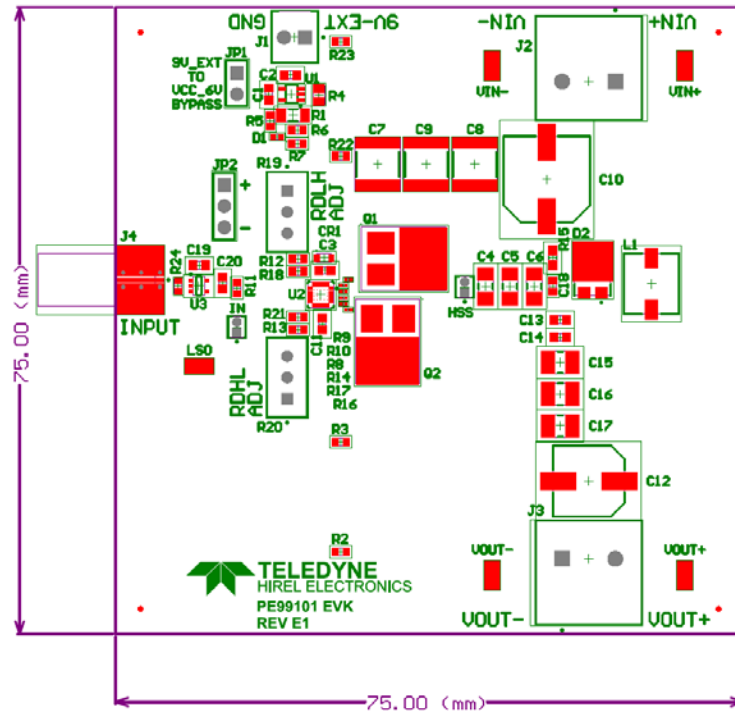 GND
9V-EXT
VIN-
VIN+
J1
R23
J2
JP1
9V_EXT
TO
VCC_6V
BYPASS
C2
U1
C1
R4
VIN-
VIN+
R5
R1
R6
D1
R7
C7
C9
C8
R22
R19
C10
JP2
+
-
RDLH
ADJ
Q1
J4
CR1
C3
R15
D2
L1
R24
C19
C20
R12
R18
C4
C5
C6
U3
R11
U2
HSS
C18
INPUT
IN
R21
R13
C11
R9
C13
LS0
R10
C14
RDHL
ADJ
R8
R14
Q2
C15
R17
R16
C16
R20
C17
R3
C12
J3
R2
VOUT-
VOUT+
TELEDYNE
HIREL ELECTRONICS
PE99101 EVK
REV E1
VOUT-
VOUT+
75.00 (mm)
75.00 (mm)